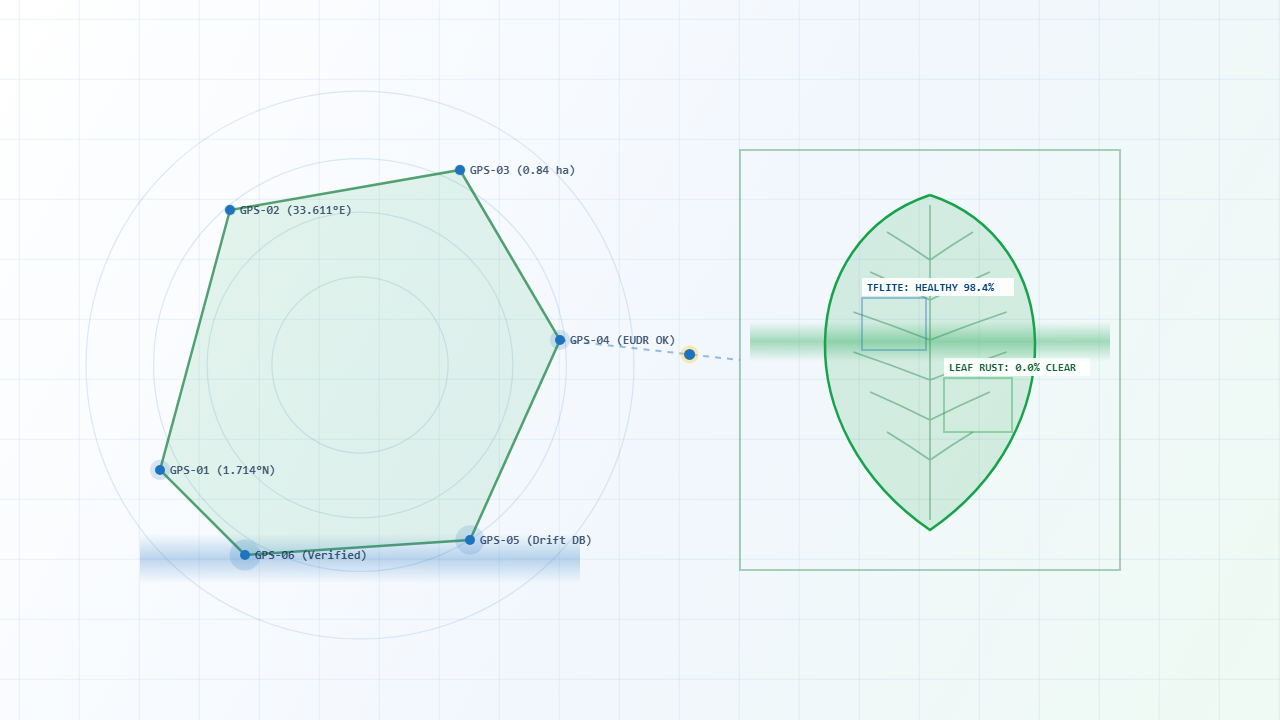 GPS-03 (0.84 ha)
GPS-02 (33.611°E)
GPS-04 (EUDR OK)
GPS-01 (1.714°N)
GPS-05 (Drift DB)
GPS-06 (Verified)
TFLITE: HEALTHY 98.4%
LEAF RUST: 0.0% CLEAR